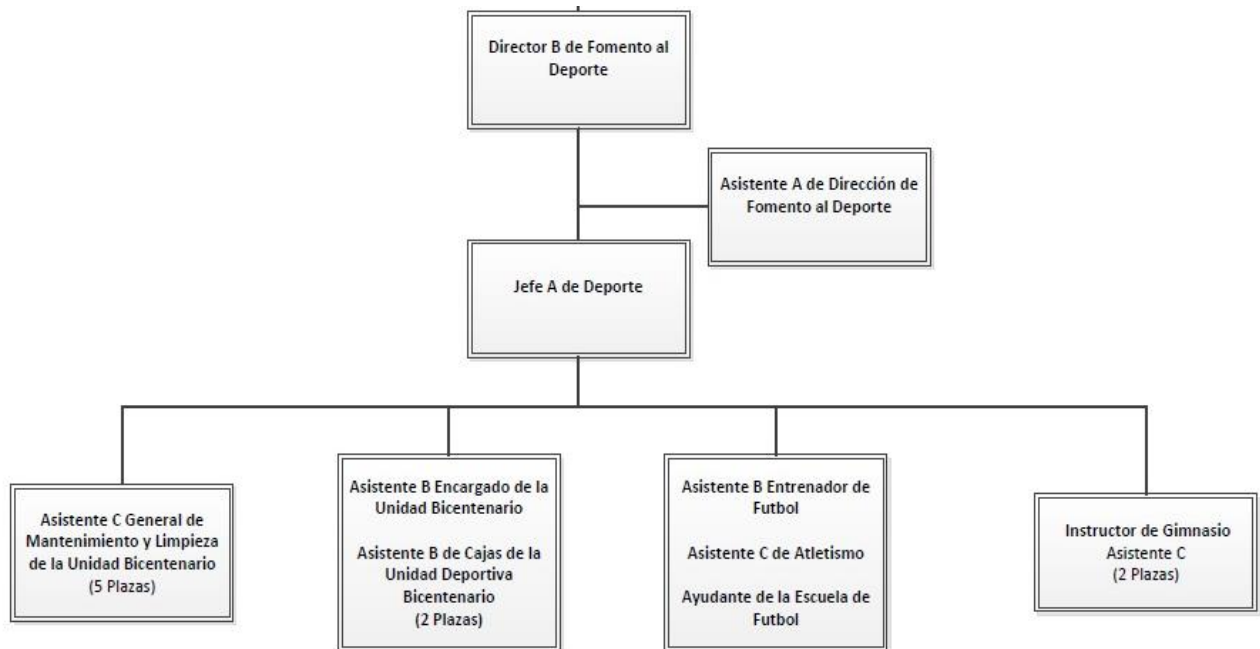 Director B de Fomento al
Deporte
Asistente A de Dirección de
Fomento al Deporte
Jefe A de Deporte
Asistente C General de
Mantenimiento y Limpieza
de la Unidad Bicentenario
(5 Plazas)
Asistente B Encargado de la
Unidad Bicentenario
Asistente B de Cajas de la
Unidad Deportiva
Bicentenario
(2 Plazas)
Asistente B Entrenador de
Futbol
Asistente C de Atletismo
Ayudante de la Escuela de
Futbol
Instructor de Gimnasio
Asistente C
(2 Plazas)